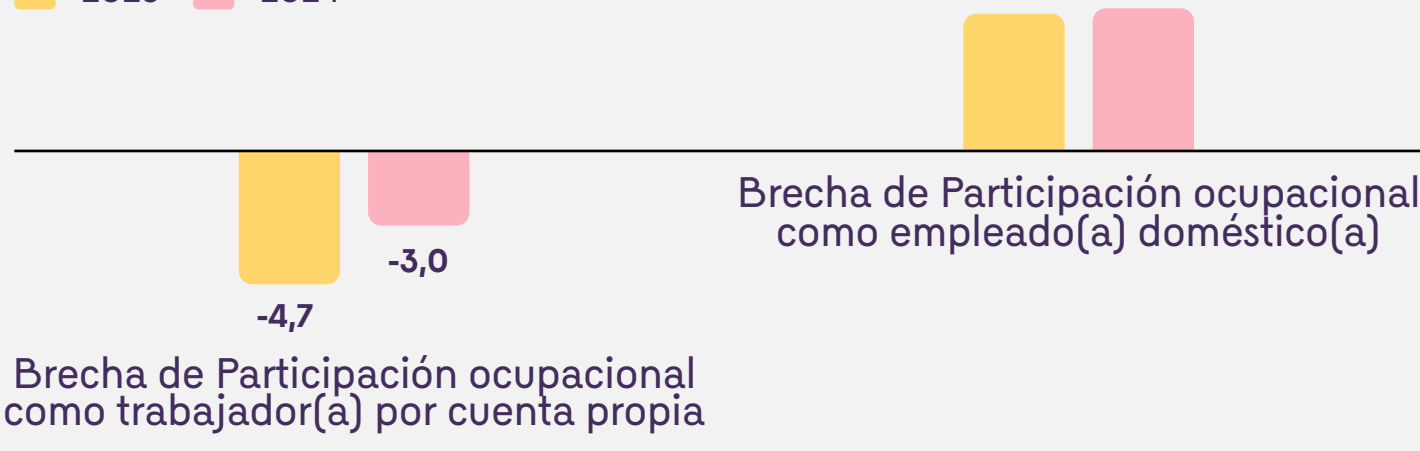 -3,0
-4,7
Brecha de Participación ocupacional
como trabajador(a) por cuenta propia
Brecha de Participación ocupacional
como empleado(a) doméstico(a)